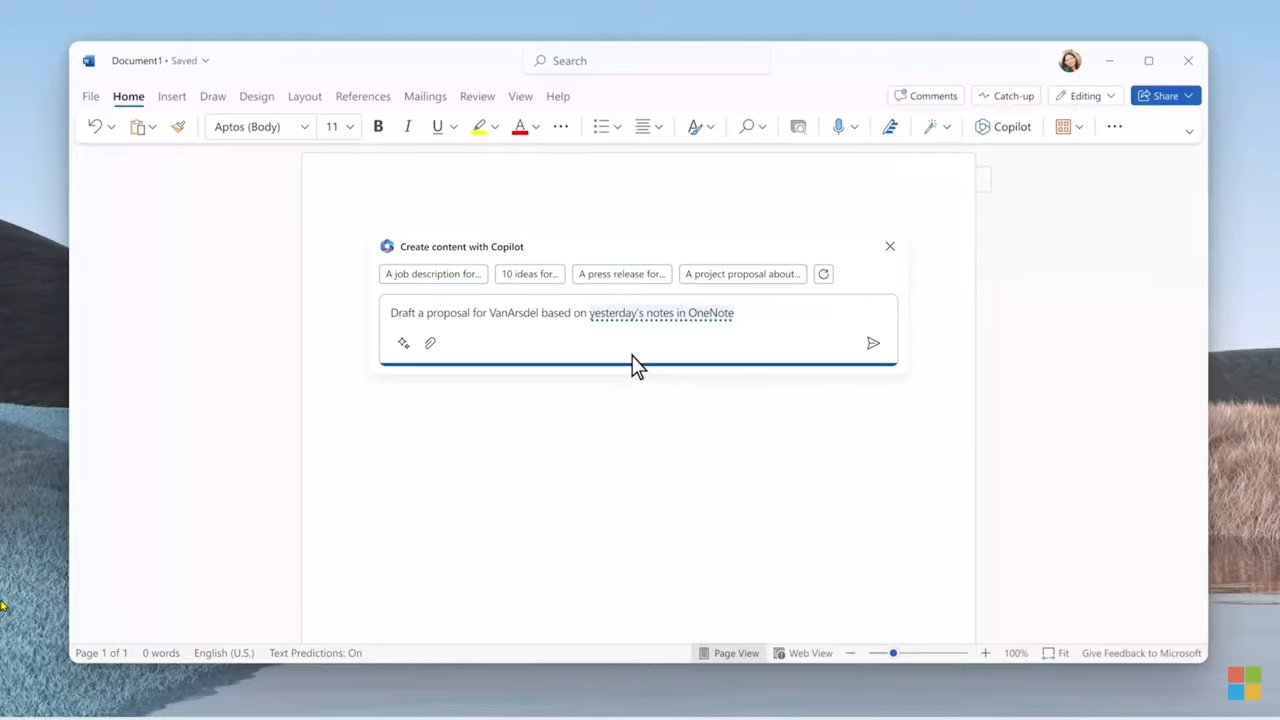 Document1 • Saved
Search
File Home Insert Draw Design Layout References Mailings Review View Help
Comments Catch-up Editing Share
Aptos (Body) 11 B I U A Copilot
Create content with Copilot
A job description for... 10 ideas for... A press release for... A project proposal about...
Draft a proposal for VanArsdel based on yesterday's notes in OneNote
Page 1 of 1 0 words English (U.S.) Text Predictions: On Page View Web View 100% Fit Give Feedback to Microsoft